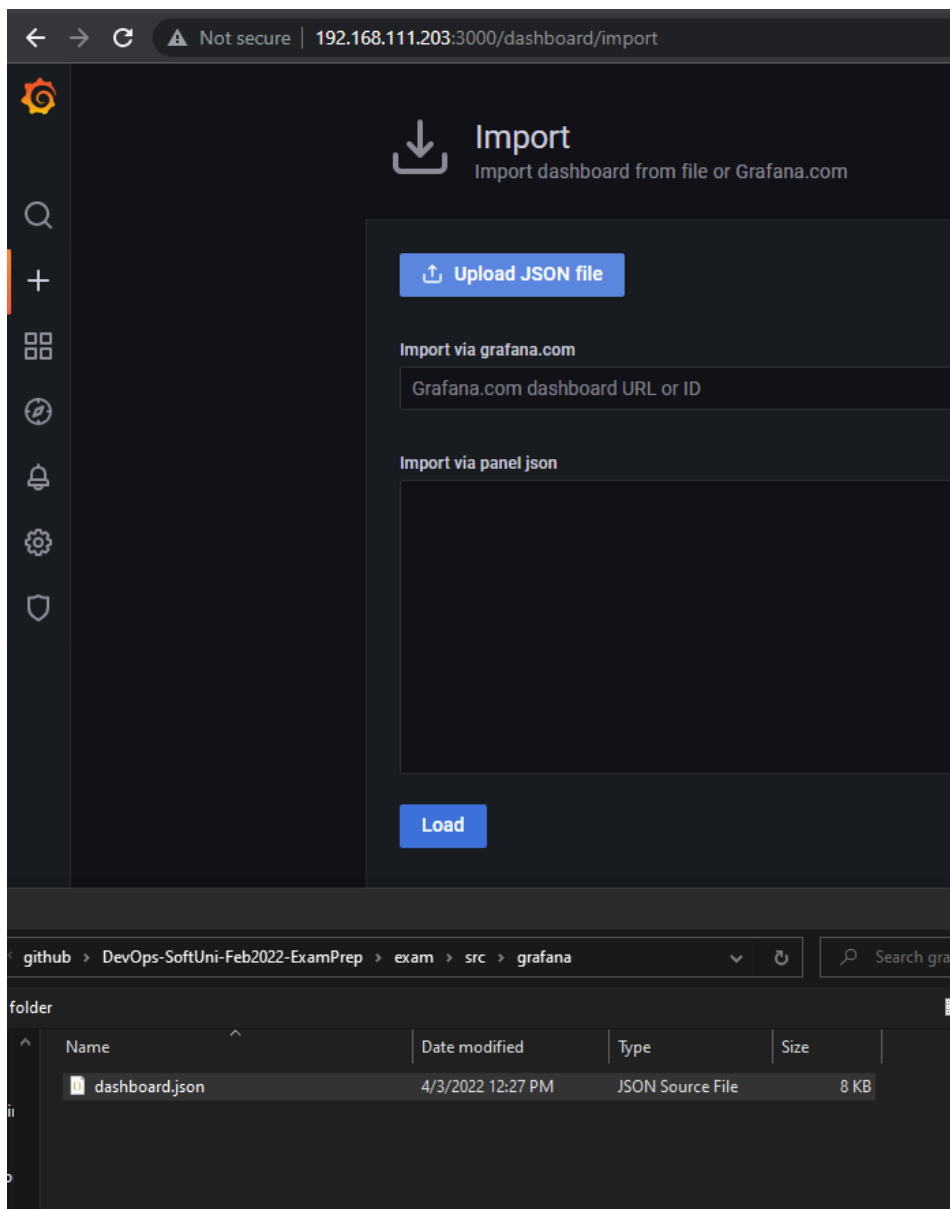 Not secure | 192.168.111.203:3000/dashboard/import
Import
Import dashboard from file or Grafana.com
Upload JSON file
Import via grafana.com
Grafana.com dashboard URL or ID
Import via panel json
Load
github > DevOps-SoftUni-Feb2022-ExamPrep > exam > src > grafana
Search gra
folder
Name Date modified Type Size
dashboard.json 4/3/2022 12:27 PM JSON Source File 8 KB